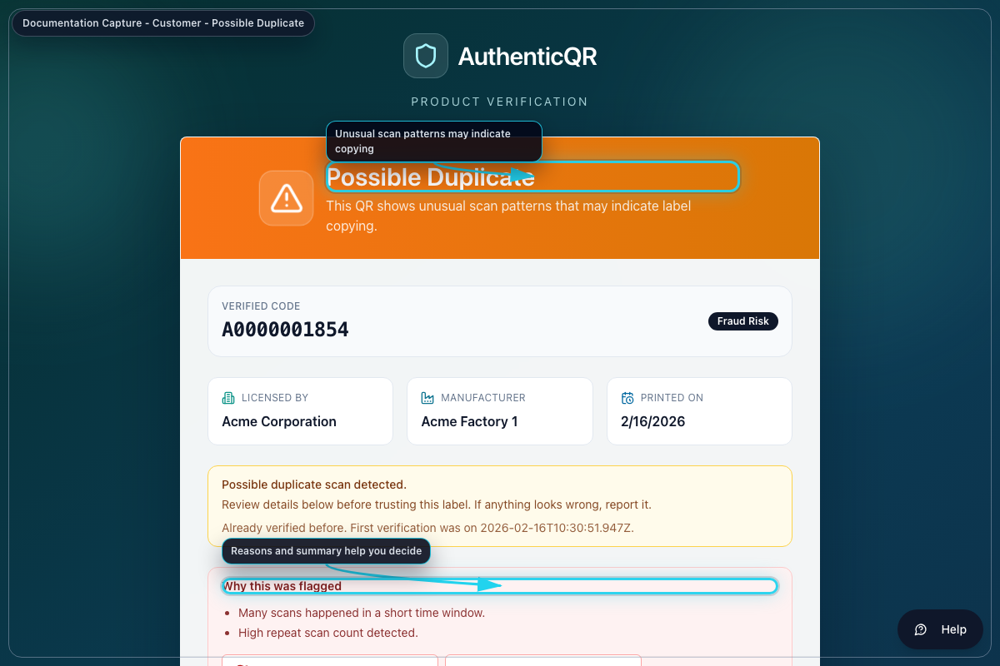 Documentation Capture - Customer - Possible Duplicate
AuthenticQR
PRODUCT VERIFICATION
Unusual scan patterns may indicate
copying
Possible Duplicate
This QR shows unusual scan patterns that may indicate label
copying.
VERIFIED CODE
A0000001854
Fraud Risk
LICENSED BY
Acme Corporation
MANUFACTURER
Acme Factory 1
PRINTED ON
2/16/2026
Possible duplicate scan detected.
Review details below before trusting this label. If anything looks wrong, report it.
Already verified before. First verification was on 2026-02-16T10:30:51.947Z.
Reasons and summary help you decide
Why this was flagged
Many scans happened in a short time window.
High repeat scan count detected.
Help